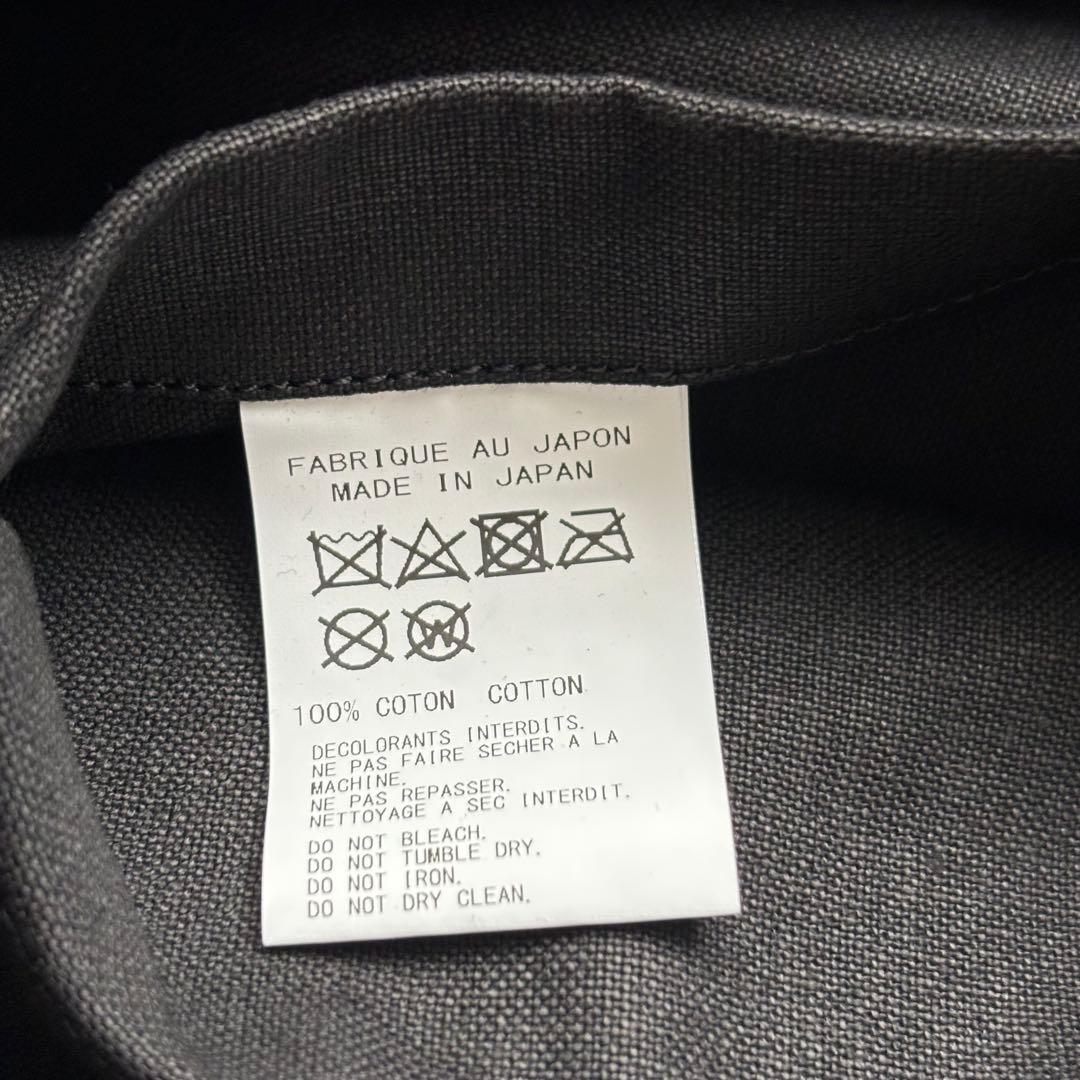 FABRIQUE AU JAPON
MADE IN JAPAN
W
100% COTON COTTON
DECOLORANTS INTERDITS.
NE PAS FAIRE SECHER A LA
MACHINE.
NE PAS REPASSER.
NETTOYAGE A SEC INTERDIT.
DO NOT BLEACH.
DO NOT TUMBLE DRY.
DO NOT IRON.
DO NOT DRY CLEAN.